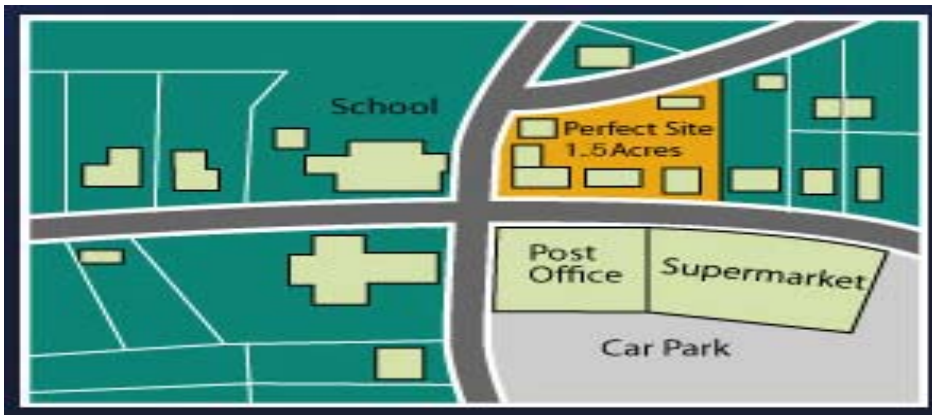 School
Perfect Site
1..5 Acres
Post
Office
Supermarket
Car Park